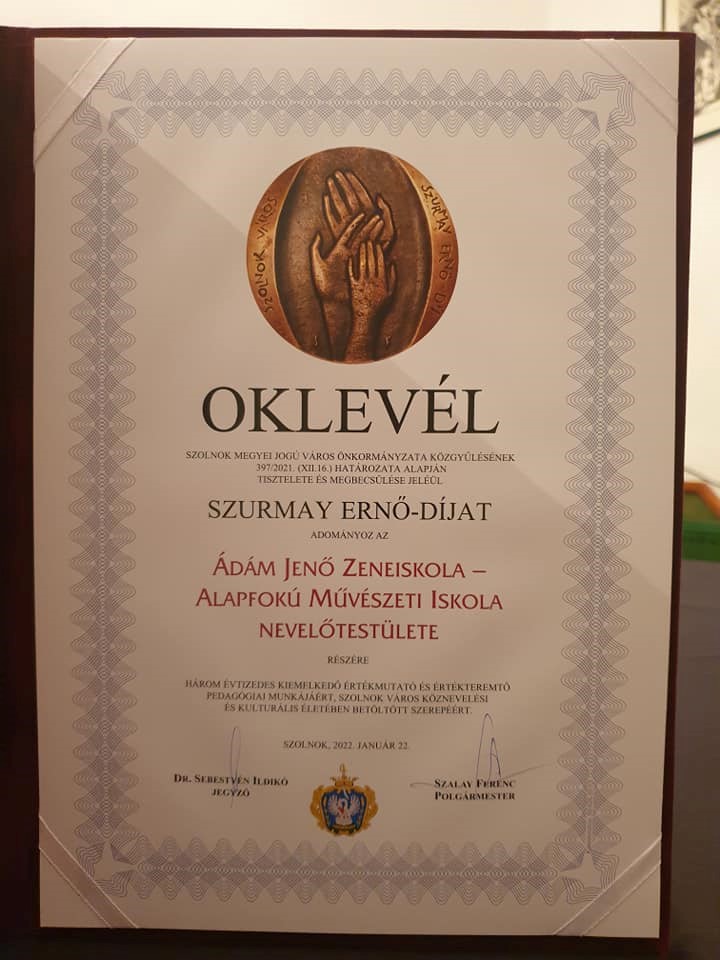 SZOLNOK VÁROS
SZURMAY ERNŐ-DÍJ
OKLEVÉL
SZOLNOK MEGYEI JOGÚ VÁROS ÖNKORMÁNYZATA KÖZGYŰLÉSÉNEK
397/2021. (XII.16.) HATÁROZATA ALAPJÁN
TISZTELETE ÉS MEGBECSÜLÉSE JELÉÜL
SZURMAY ERNŐ-DÍJAT
ADOMÁNYOZ AZ
ÁDÁM JENŐ ZENEISKOLA –
ALAPFOKÚ MŰVÉSZETI ISKOLA
NEVELŐTESTÜLETE
RÉSZÉRE
HÁROM ÉVTIZEDES KIEMELKEDŐ ÉRTÉKMUTATÓ ÉS ÉRTÉKTEREMTŐ
PEDAGÓGIAI MUNKÁJÁÉRT, SZOLNOK VÁROS KÖZNEVELÉSI
ÉS KULTURÁLIS ÉLETÉBEN BETÖLTÖTT SZEREPÉÉRT.
SZOLNOK, 2022. JANUÁR 22.
DR. SEBESTYÉN ILDIKÓ
JEGYZŐ
SZALAY FERENC
POLGÁRMESTER